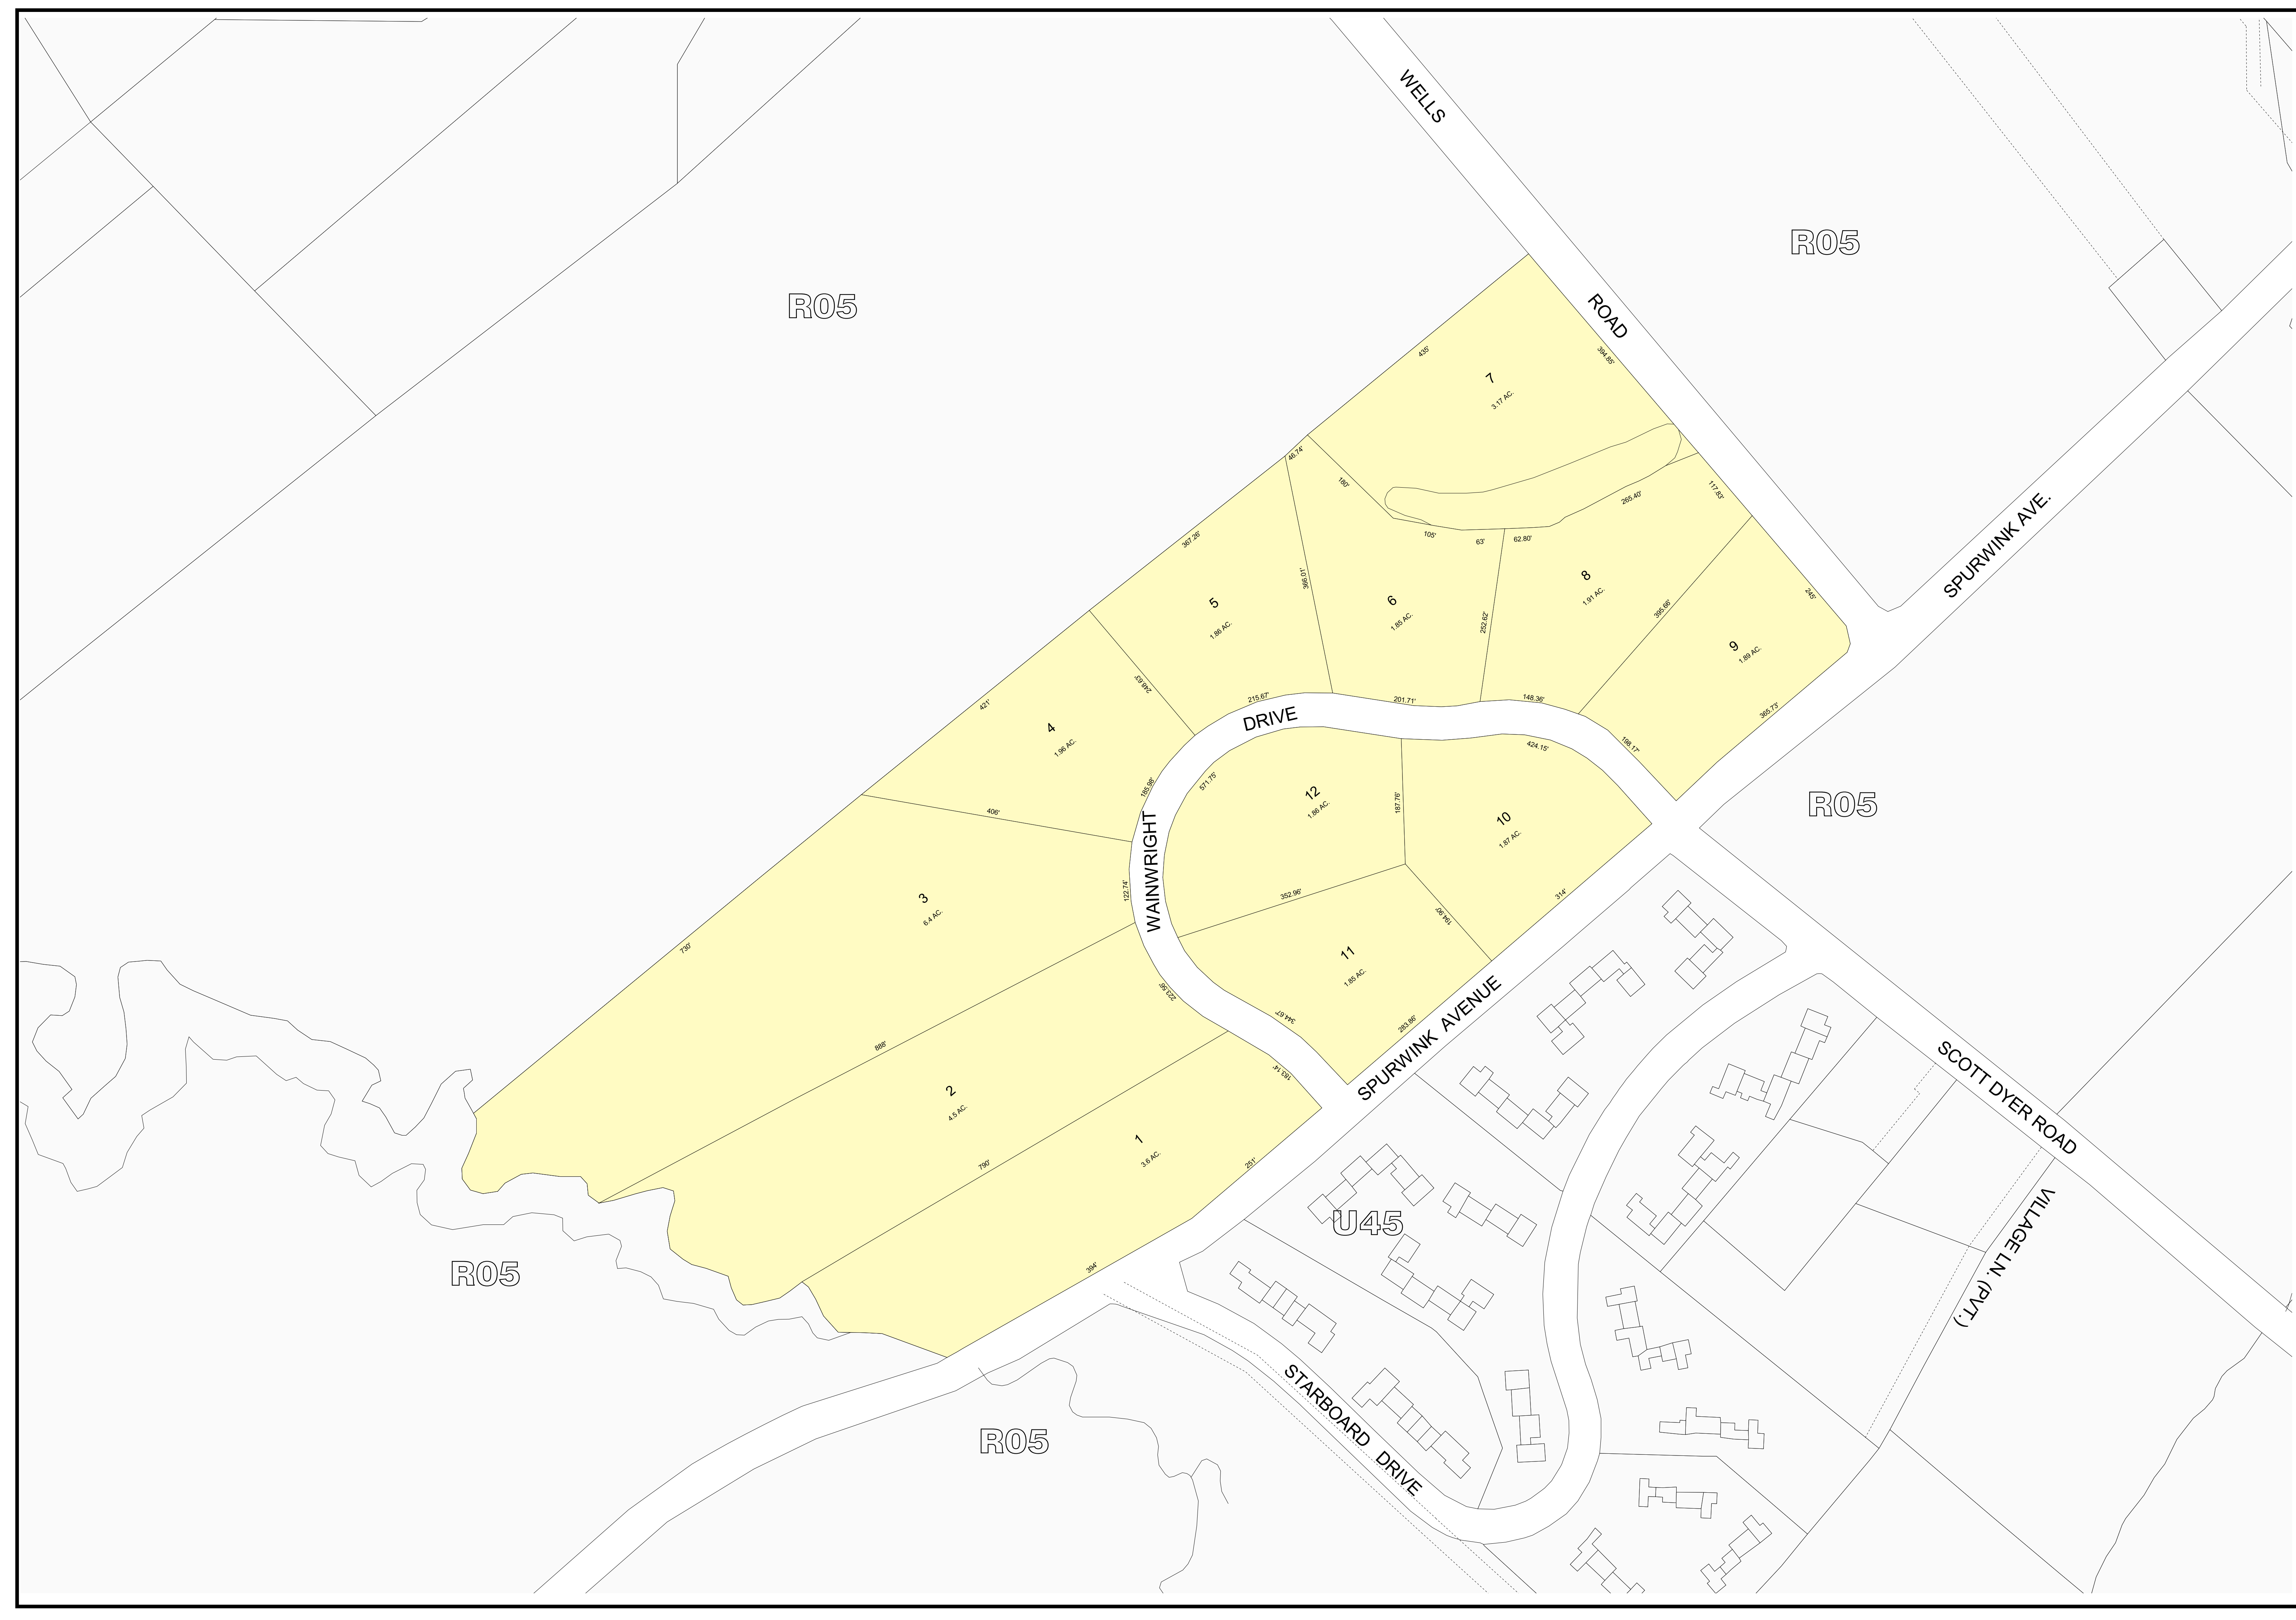 WELLS
ROAD
R05
R05
435'
394.85'
7
3.17 AC.
46.74'
180'
265.40'
117.83'
SPURWINK AVE.
367.26'
366.01'
105'
63'
62.80'
5
1.86 AC.
6
1.85 AC.
252.62'
8
1.91 AC.
395.66'
245'
9
1.89 AC.
248.63'
421'
4
1.96 AC.
215.67'
DRIVE
201.71'
148.36'
198.17'
365.73'
424.15'
185.98'
571.75'
12
1.86 AC.
187.76'
10
1.87 AC.
R05
406'
WAINWRIGHT
122.74'
3
6.4 AC.
352.96'
194.90'
314'
730'
11
1.85 AC.
223.56'
344.67'
283.86'
SPURWINK AVENUE
888'
2
4.5 AC.
183.14'
SCOTT DYER ROAD
790'
1
3.6 AC.
251'
U45
VILLAGE LN. (PVT.)
R05
394'
STARBOARD DRIVE
R05